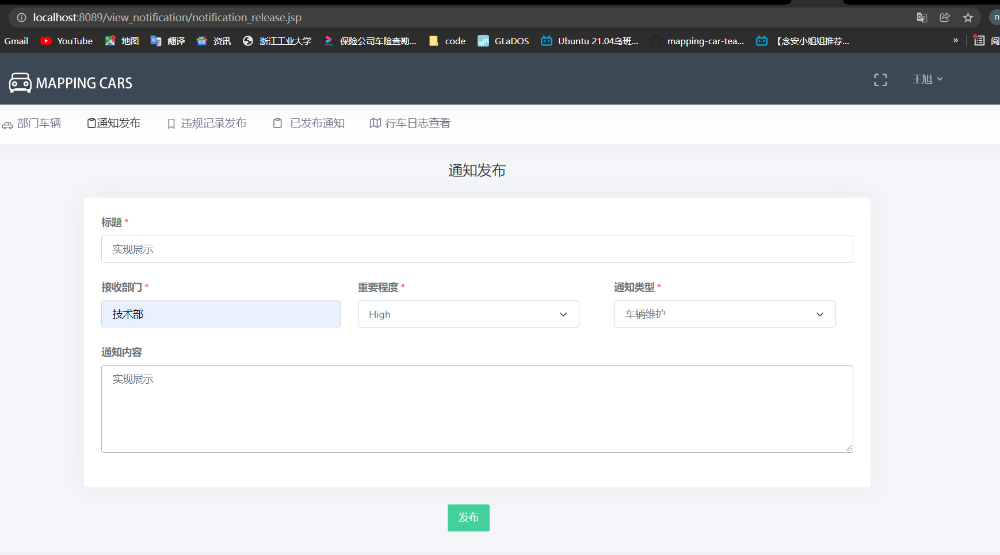 localhost:8089/view_notification/notification_release.jsp
Gmail YouTube 地图 翻译 资讯 浙江工业大学 保险公司车险查勘... code GLaDOS Ubuntu 21.04乌班... mapping-car-tea... 【念安小姐姐推荐... » 阅
MAPPING CARS 王旭
部门车辆 通知发布 违规记录发布 已发布通知 行车日志查看
通知发布
标题 *
实现展示
接收部门 * 重要程度 * 通知类型 *
技术部 High 车辆维护
通知内容
实现展示
发布